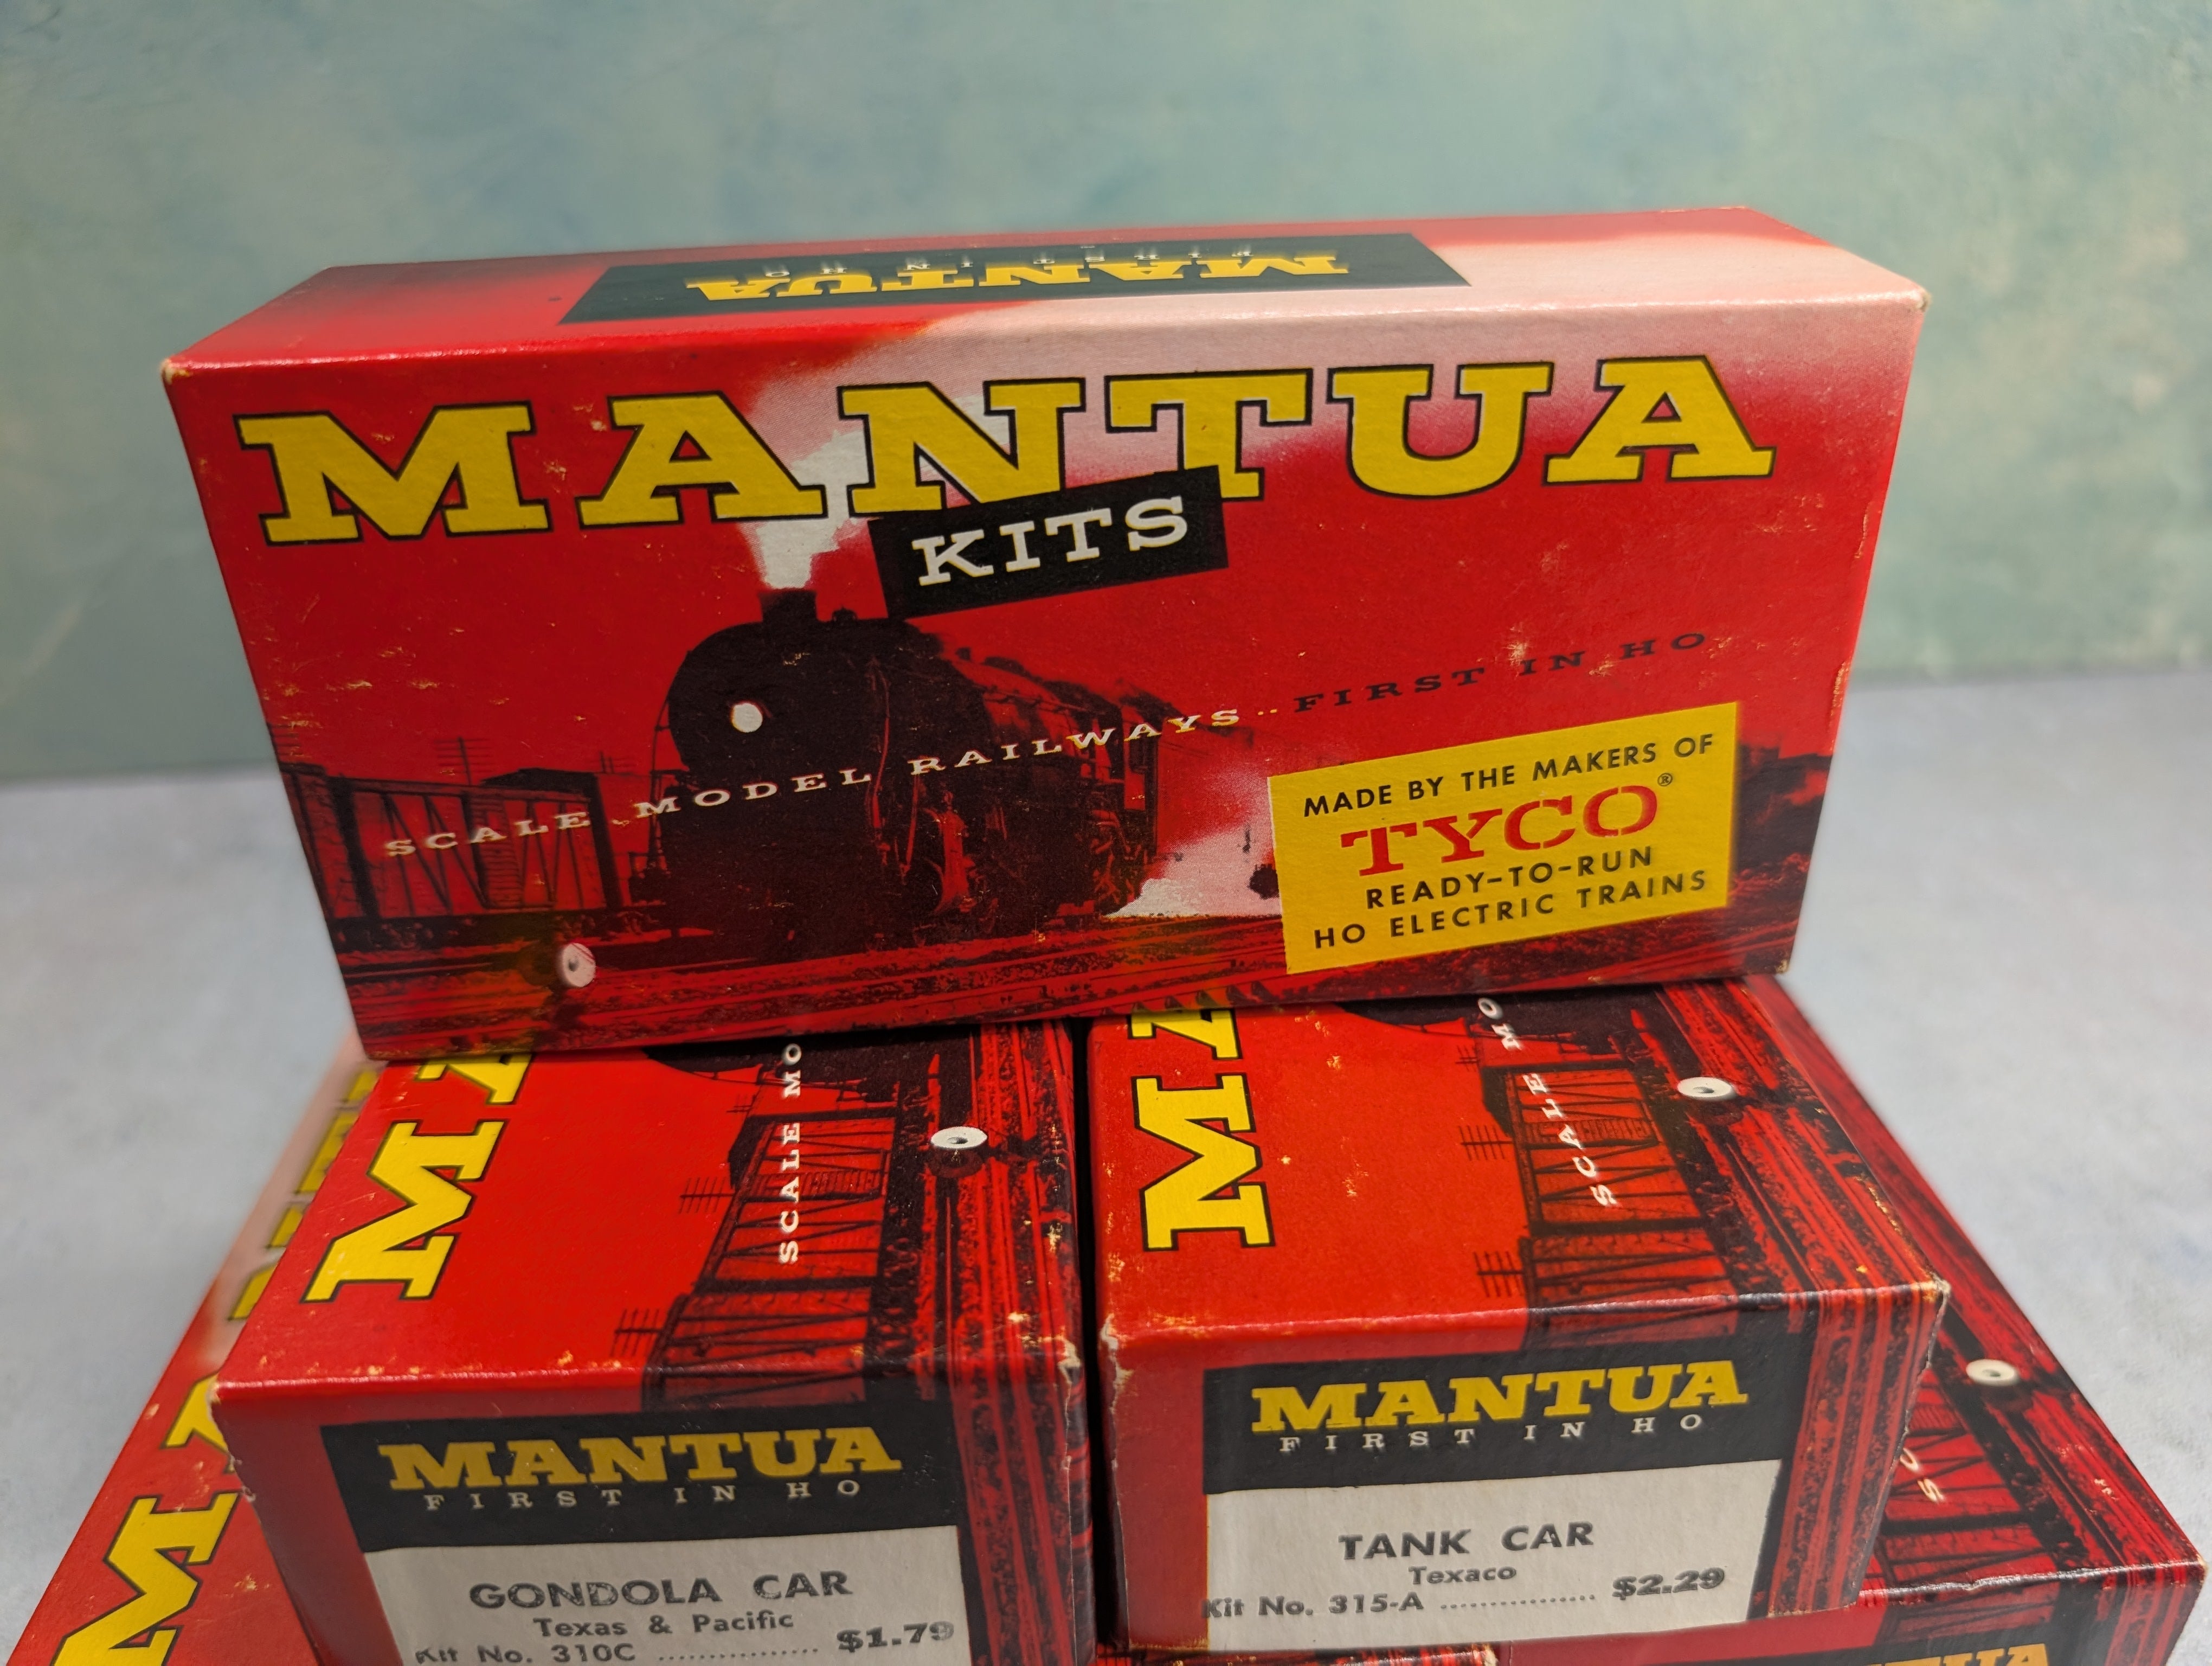 MANTUA
FIRST IN HO
MANTUA
KITS
SCALE MODEL RAILWAYS..FIRST IN HO
MADE BY THE MAKERS OF
TYCO®
READY-TO-RUN
HO ELECTRIC TRAINS
SCALE
SCALE
MANTUA
FIRST IN HO
GONDOLA CAR
Texas & Pacific
Kit No. 310C .................. $1.79
MANTUA
FIRST IN HO
TANK CAR
Texaco
Kit No. 315-A ................ $2.29